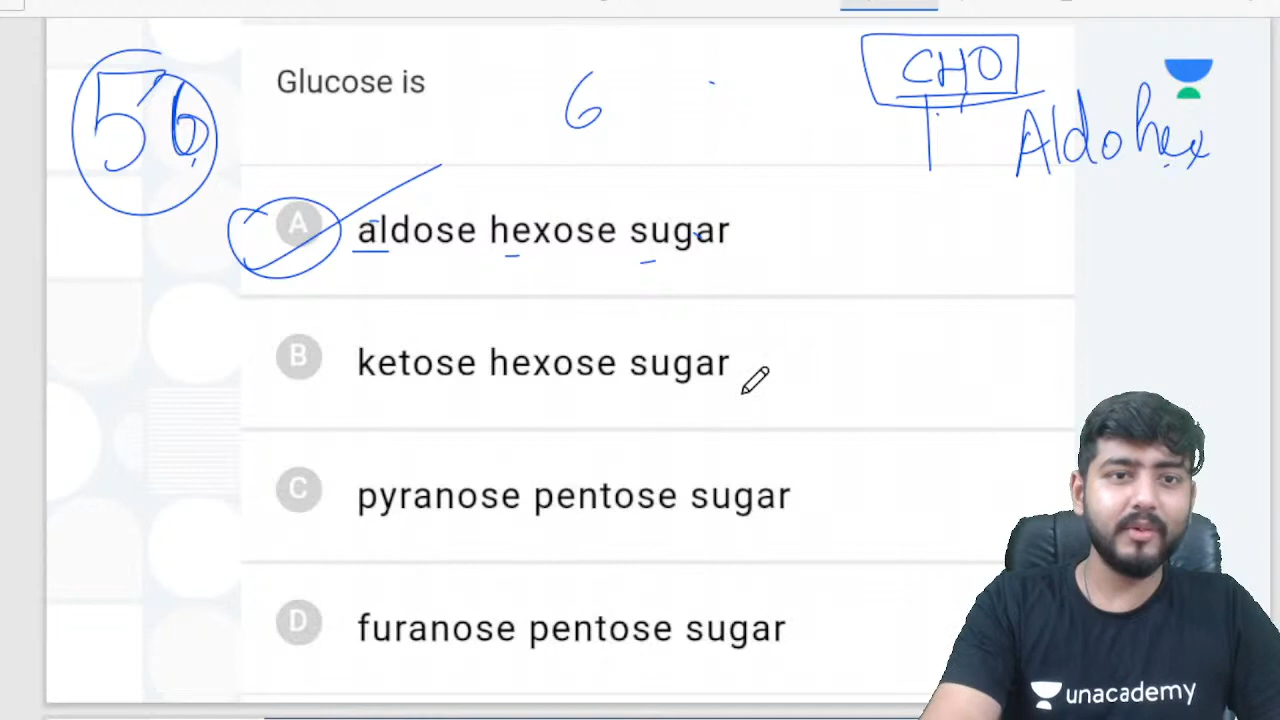 56
Glucose is
6
CHO
Aldohex
A aldose hexose sugar
B ketose hexose sugar
C pyranose pentose sugar
D furanose pentose sugar
unacademy